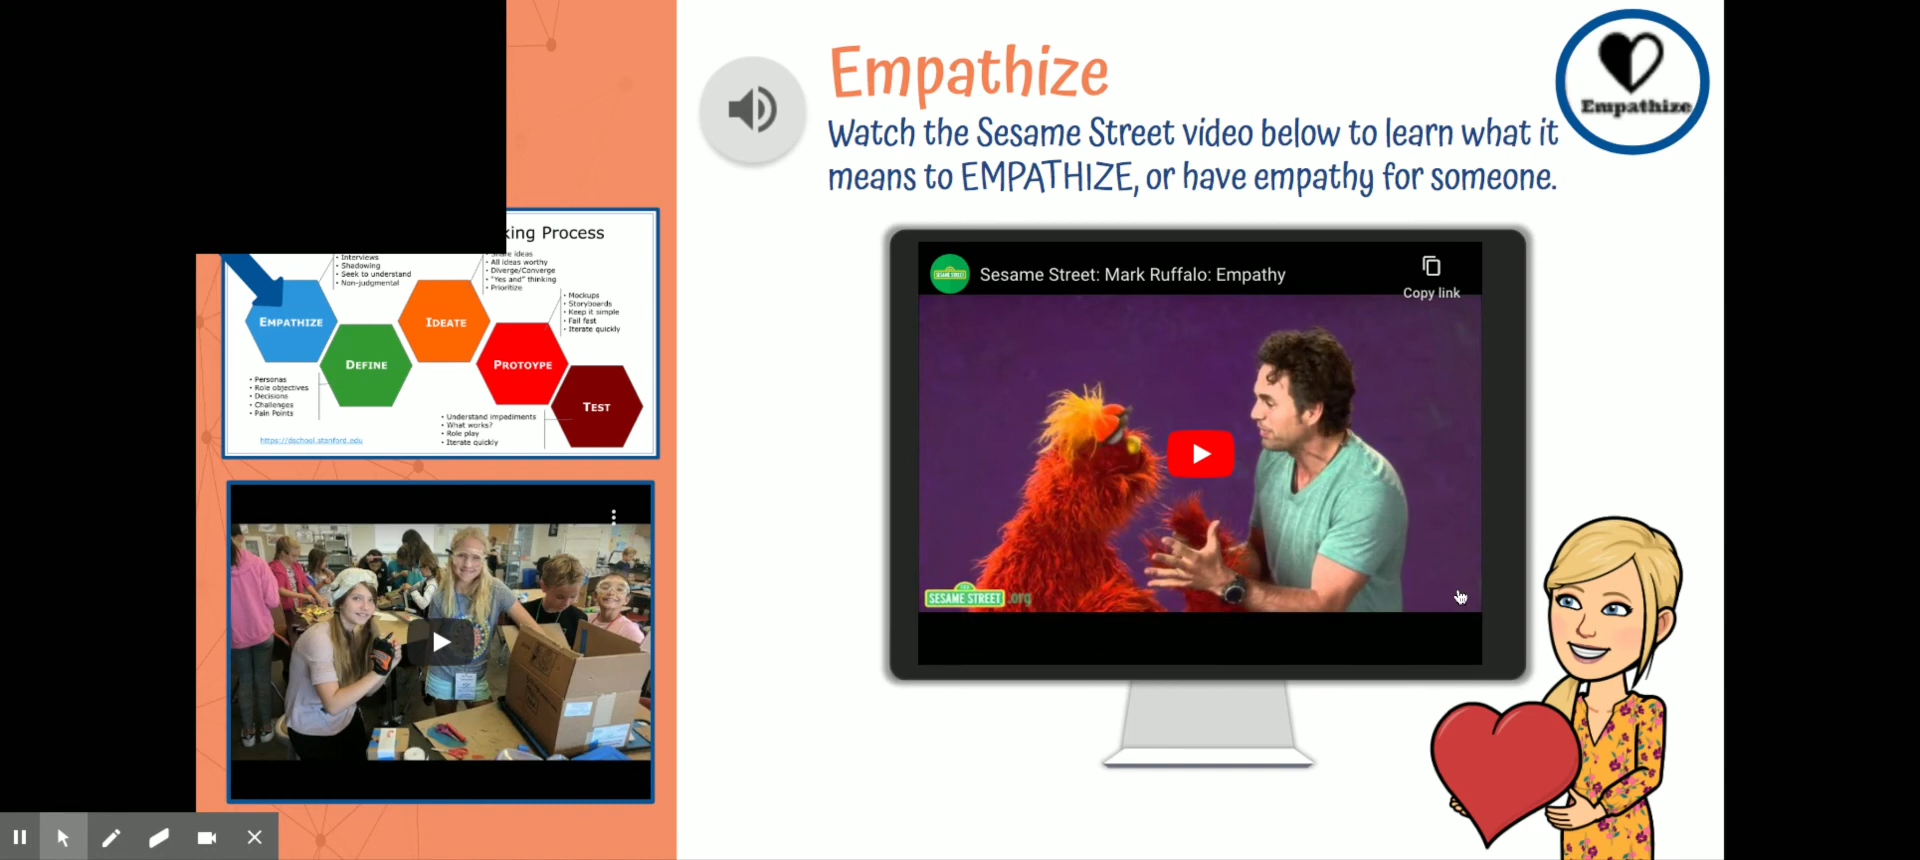 Empathize
Watch the Sesame Street video below to learn what it
means to EMPATHIZE, or have empathy for someone.
Empathize
king Process
• Interviews
• Shadowing
• Seek to understand
• Non-judgmental
• Share ideas
• All ideas worthy
• Diverge/Converge
• "Yes and" thinking
• Prioritize
• Mockups
• Storyboards
• Keep it simple
• Fail fast
• Iterate quickly
EMPATHIZE
DEFINE
IDEATE
PROTOYPE
TEST
• Personas
• Role objectives
• Decisions
• Challenges
• Pain Points
• Understand impediments
• What works?
• Role play
• Iterate quickly
https://dschool.stanford.edu
SESAME STREET
Sesame Street: Mark Ruffalo: Empathy
Copy link
SESAME STREET .org